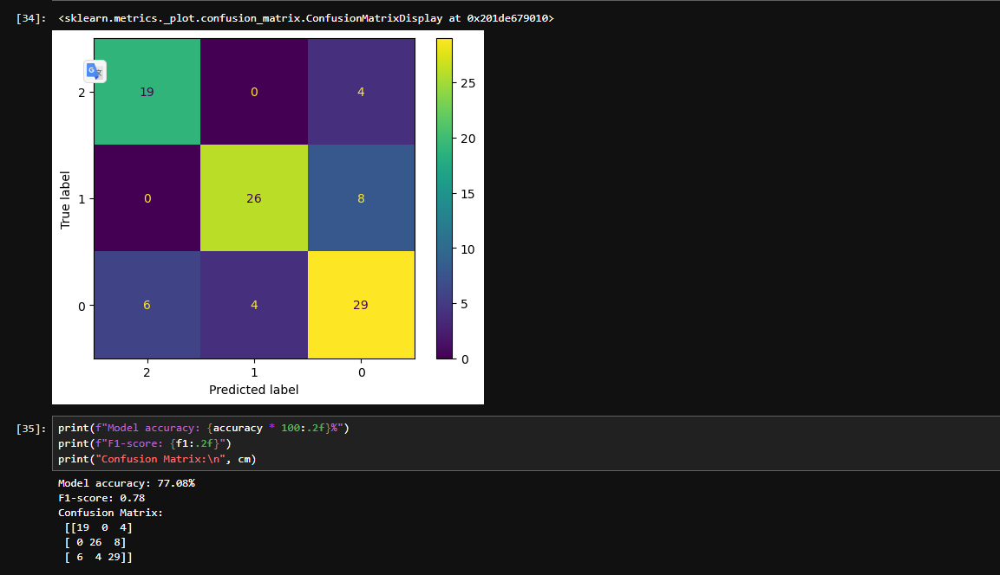 [34]: <sklearn.metrics._plot.confusion_matrix.ConfusionMatrixDisplay at 0x201de679010>
2 19 0 4
1 0 26 8
0 6 4 29
2 1 0
True label
Predicted label
25
20
15
10
5
0
[35]: print(f"Model accuracy: {accuracy * 100:.2f}%")
print(f"F1-score: {f1:.2f}")
print("Confusion Matrix:\n", cm)
Model accuracy: 77.08%
F1-score: 0.78
Confusion Matrix:
[[19 0 4]
[ 0 26 8]
[ 6 4 29]]